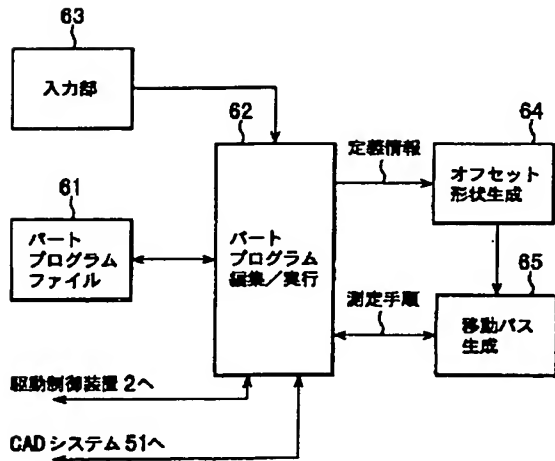 63
入力部
62
64
定義情報
オフセット
形状生成
61
パート
プログラム
ファイル
パート
プログラム
編集/実行
65
測定手順
移動パス
生成
駆動制御装置2へ
CADシステム51へ